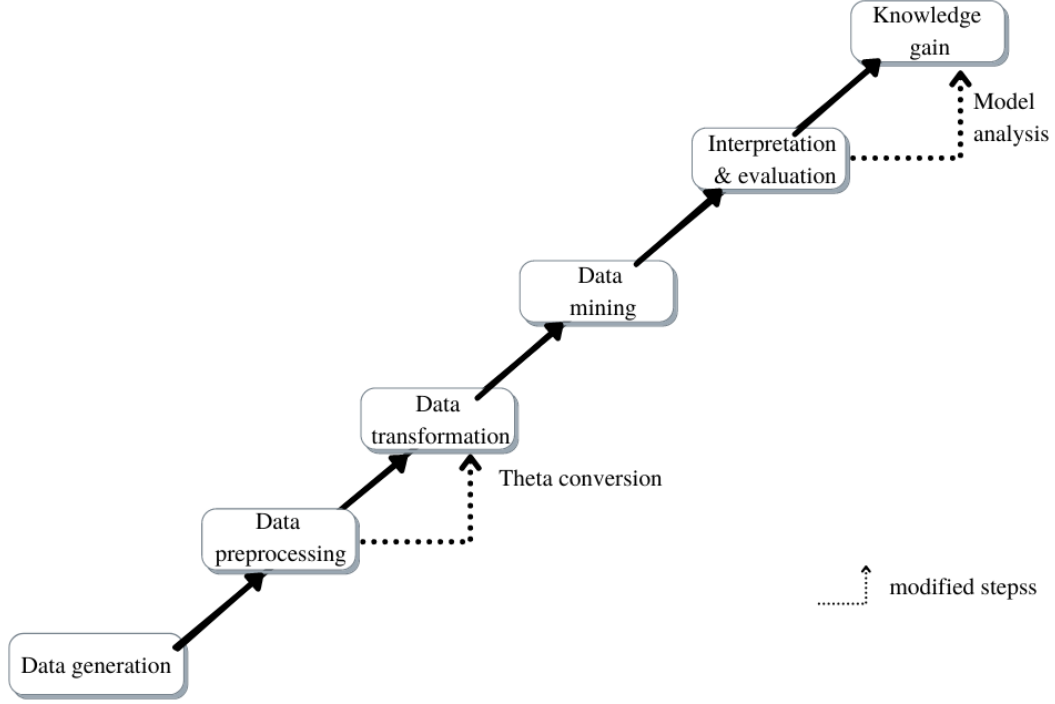 Knowledge
gain
Model
analysis
Interpretation
& evaluation
Data
mining
Data
transformation
Theta conversion
Data
preprocessing
modified stepss
Data generation